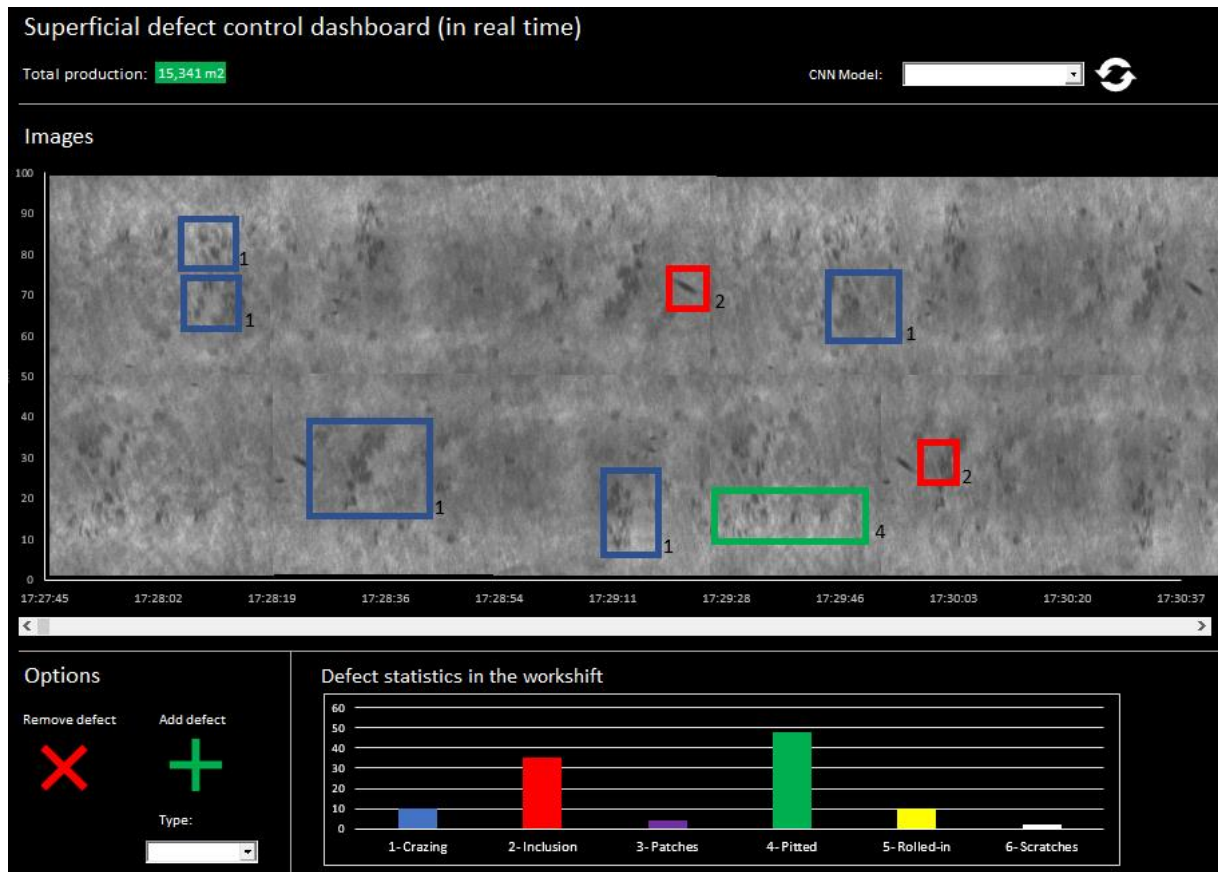 Superficial defect control dashboard (in real time)
Total production: 15,341 m2
CNN Model:
Images
100
90
80
70
60
50
40
30
20
10
0
1
1
2
1
1
1
4
2
17:27:45 17:28:02 17:28:19 17:28:36 17:28:54 17:29:11 17:29:28 17:29:46 17:30:03 17:30:20 17:30:37
Options
Remove defect Add defect
Type:
Defect statistics in the workshift
60
50
40
30
20
10
0
1- Crazing 2- Inclusion 3- Patches 4- Pitted 5- Rolled-in 6- Scratches